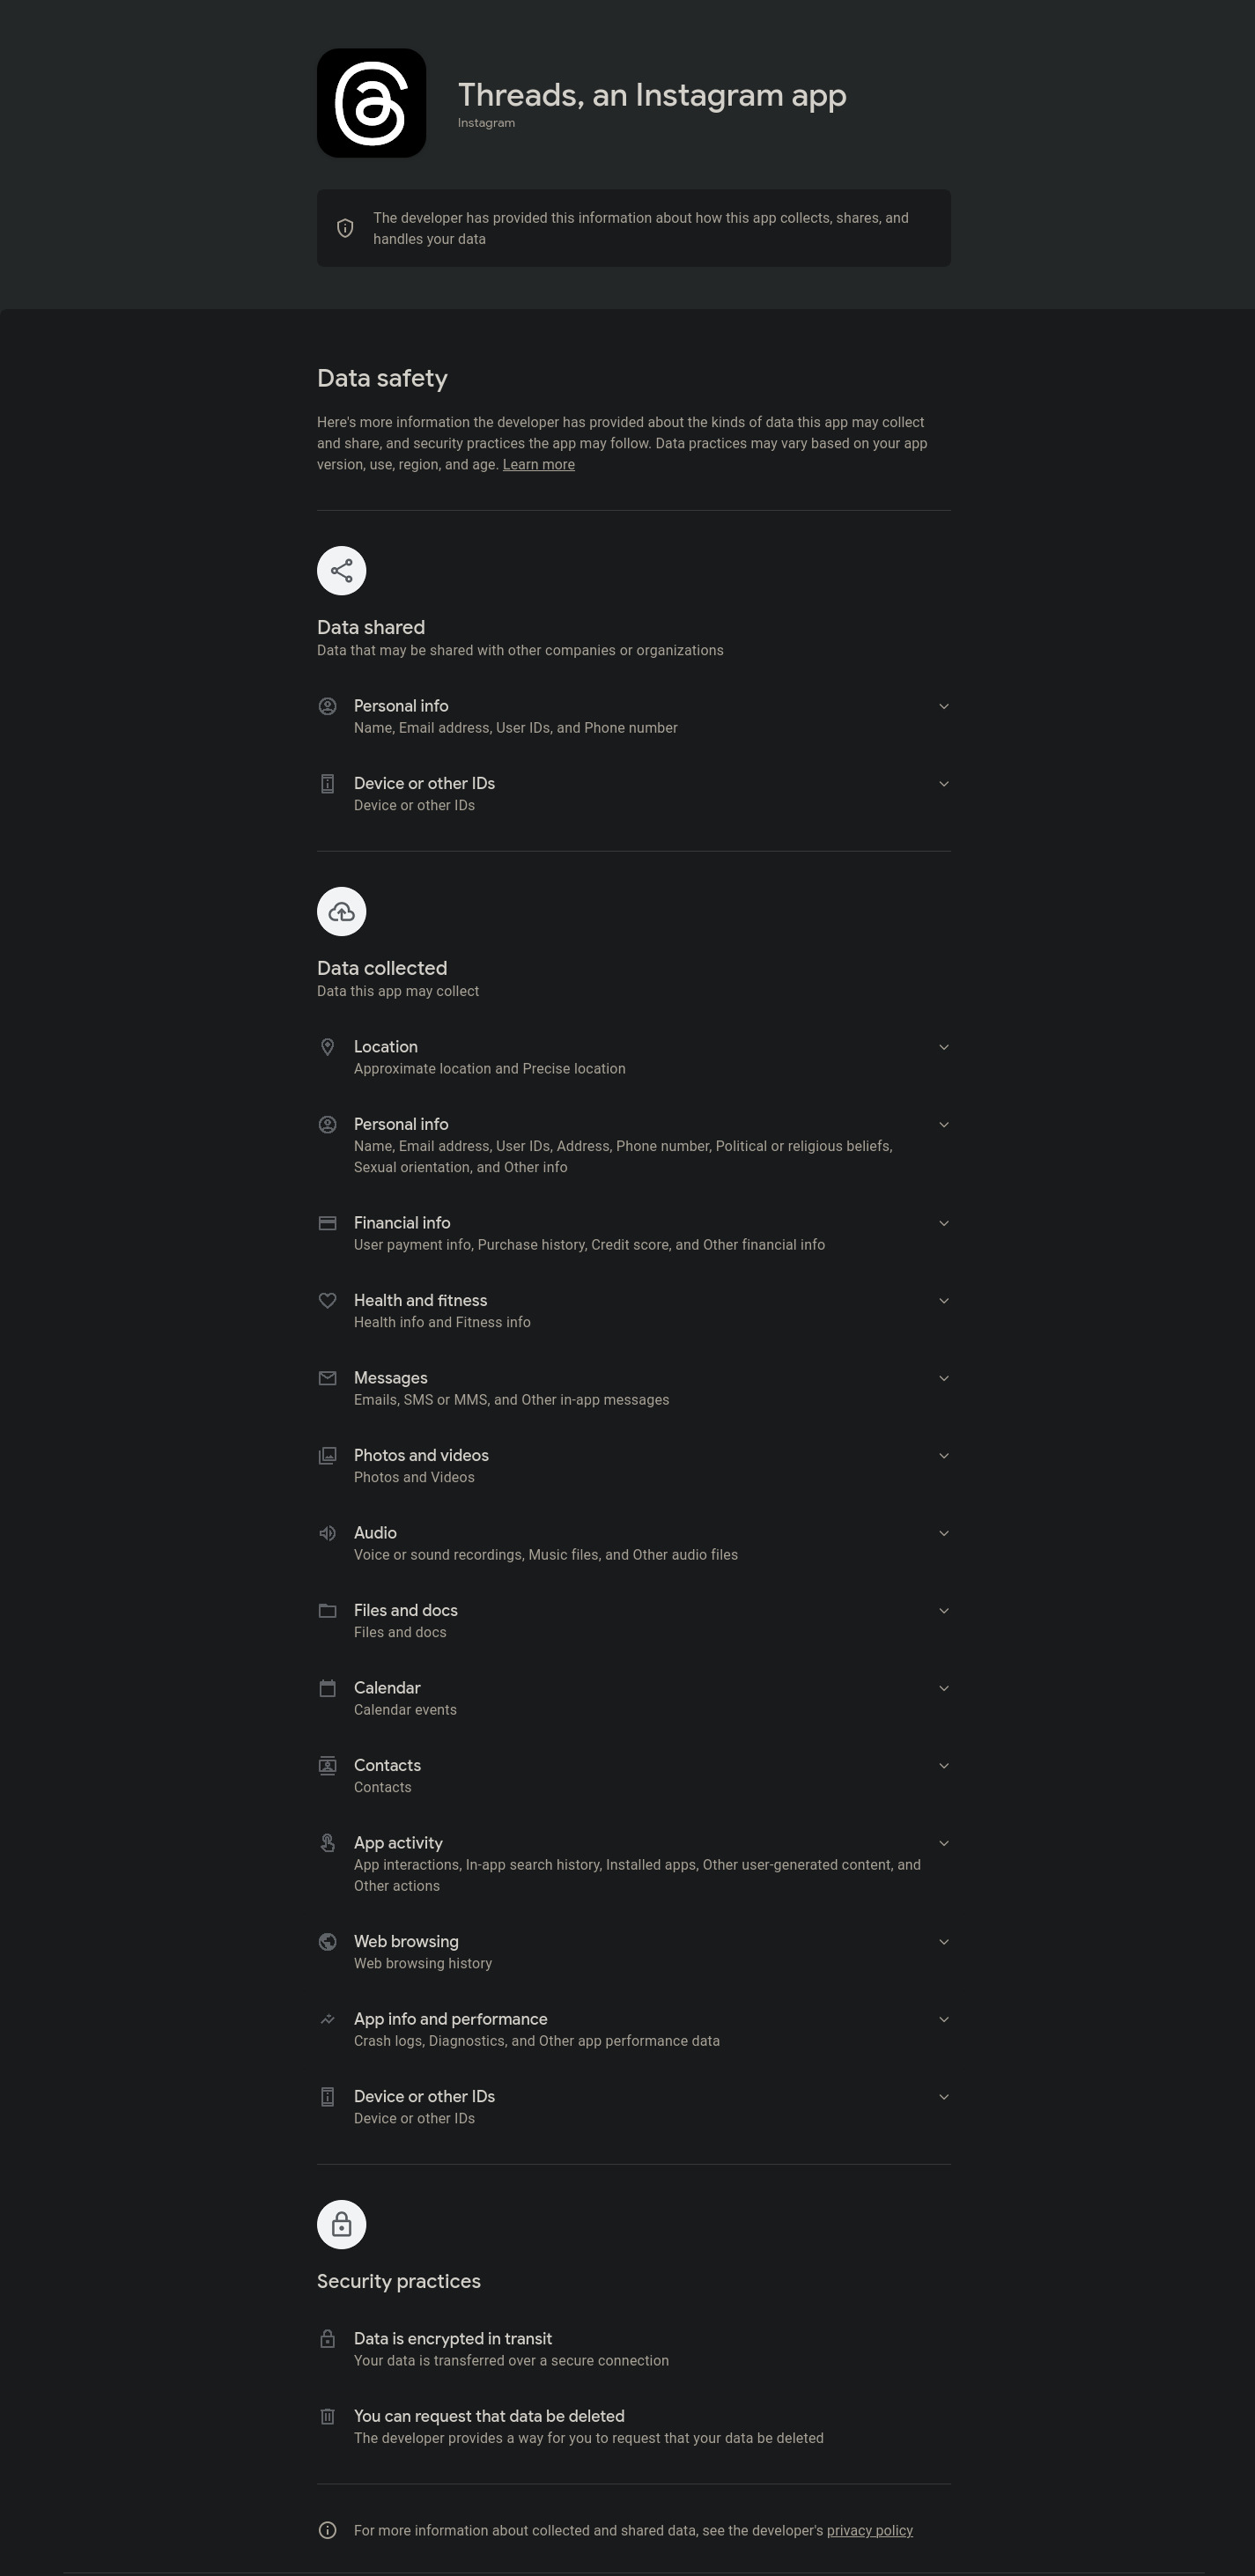 Threads, an Instagram app
Instagram
The developer has provided this information about how this app collects, shares, and
handles your data
Data safety
Here's more information the developer has provided about the kinds of data this app may collect
and share, and security practices the app may follow. Data practices may vary based on your app
version, use, region, and age. Learn more
Data shared
Data that may be shared with other companies or organizations
Personal info
Name, Email address, User IDs, and Phone number
Device or other IDs
Device or other IDs
Data collected
Data this app may collect
Location
Approximate location and Precise location
Personal info
Name, Email address, User IDs, Address, Phone number, Political or religious beliefs,
Sexual orientation, and Other info
Financial info
User payment info, Purchase history, Credit score, and Other financial info
Health and fitness
Health info and Fitness info
Messages
Emails, SMS or MMS, and Other in-app messages
Photos and videos
Photos and Videos
Audio
Voice or sound recordings, Music files, and Other audio files
Files and docs
Files and docs
Calendar
Calendar events
Contacts
Contacts
App activity
App interactions, In-app search history, Installed apps, Other user-generated content, and
Other actions
Web browsing
Web browsing history
App info and performance
Crash logs, Diagnostics, and Other app performance data
Device or other IDs
Device or other IDs
Security practices
Data is encrypted in transit
Your data is transferred over a secure connection
You can request that data be deleted
The developer provides a way for you to request that your data be deleted
For more information about collected and shared data, see the developer's privacy policy